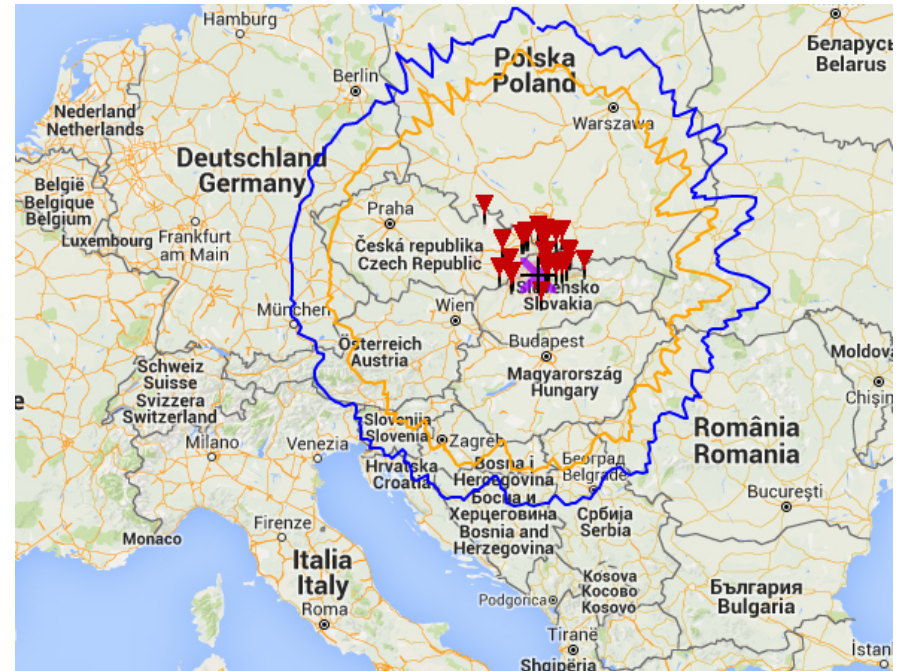 Hamburg
Беларусь
Belarus
Polska
Poland
Berlin
Nederland
Netherlands
Warszawa
Deutschland
Germany
België
Belgique
Belgium
Praha
Luxembourg
Frankfurt
am Main
Česká republika
Czech Republic
Slovensko
Slovakia
München
Wien
Österreich
Austria
Budapest
Magyarország
Hungary
Moldova
Schweiz
Suisse
Svizzera
Switzerland
Chişin
Slovenija
Slovenia
România
Romania
Milano
Venezia
Zagreb
Hrvatska
Croatia
Bosna i
Hercegovina
Босна и
Херцеговина
Bosnia and
Herzegovina
Београд
Belgrade
București
Србија
Serbia
Firenze
Monaco
Italia
Italy
Roma
Kosova
Косово
Kosovo
Podgorica
България
Bulgaria
Tiranë
Shqipëria
İstan